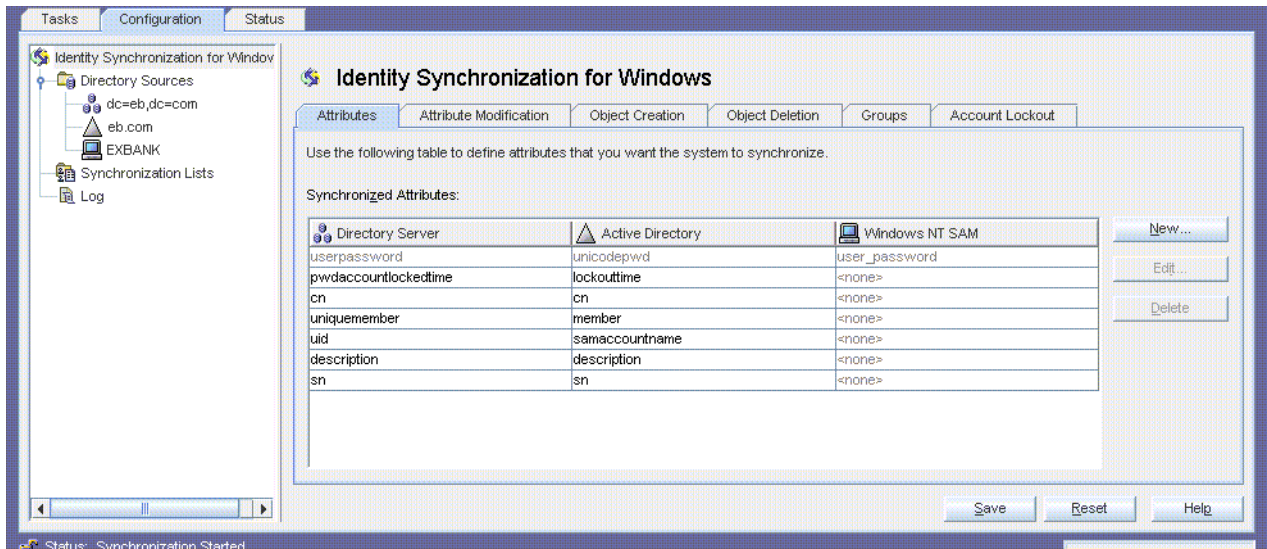 Tasks Configuration Status
Identity Synchronization for Window
Directory Sources
dc=eb,dc=com
eb.com
EXBANK
Synchronization Lists
Log
Identity Synchronization for Windows
Attributes Attribute Modification Object Creation Object Deletion Groups Account Lockout
Use the following table to define attributes that you want the system to synchronize.
Synchronized Attributes:
Directory Server Active Directory Windows NT SAM
userpassword unicodepwd user_password
pwdaccountlockedtime lockouttime <none>
cn cn <none>
uniquemember member <none>
uid samaccountname <none>
description description <none>
sn sn <none>
New...
Edit...
Delete
Save Reset Help
Status: Synchronization Started